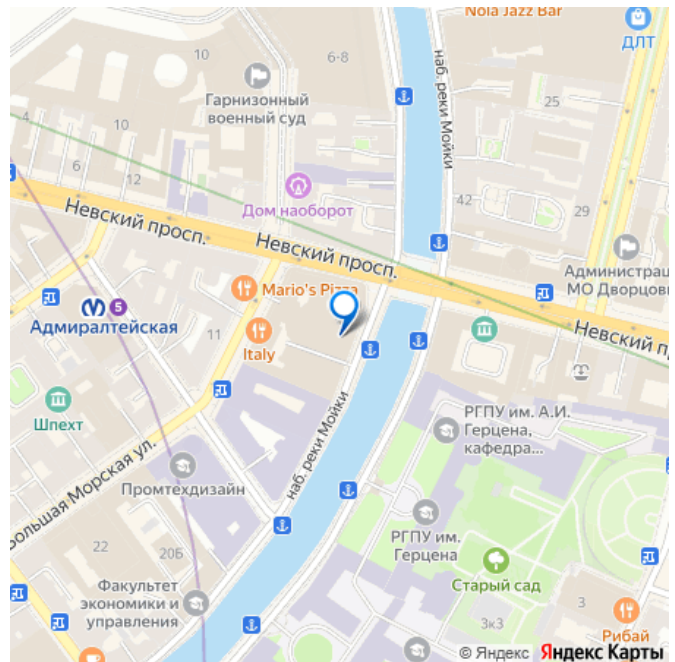 Nola Jazz Bar
ДЛТ
10
6-8
Гарнизонный
военный суд
наб. реки Мойки
25
4
10
6
12
42
29
Дом наоборот
Невский просп.
Невский просп.
Администрац
МО Дворцовы
Mario's Pizza
5
Адмиралтейская
11
Italy
Невский п
Шпехт
РГПУ им. А.И.
Герцена,
кафедра...
наб. реки Мойки
Большая Морская ул.
Промтехдизайн
РГПУ им.
Герцена
22
20Б
Старый сад
Факультет
экономики и
управления
3
3к3
Рибай
© Яндекс Яндекс Карты